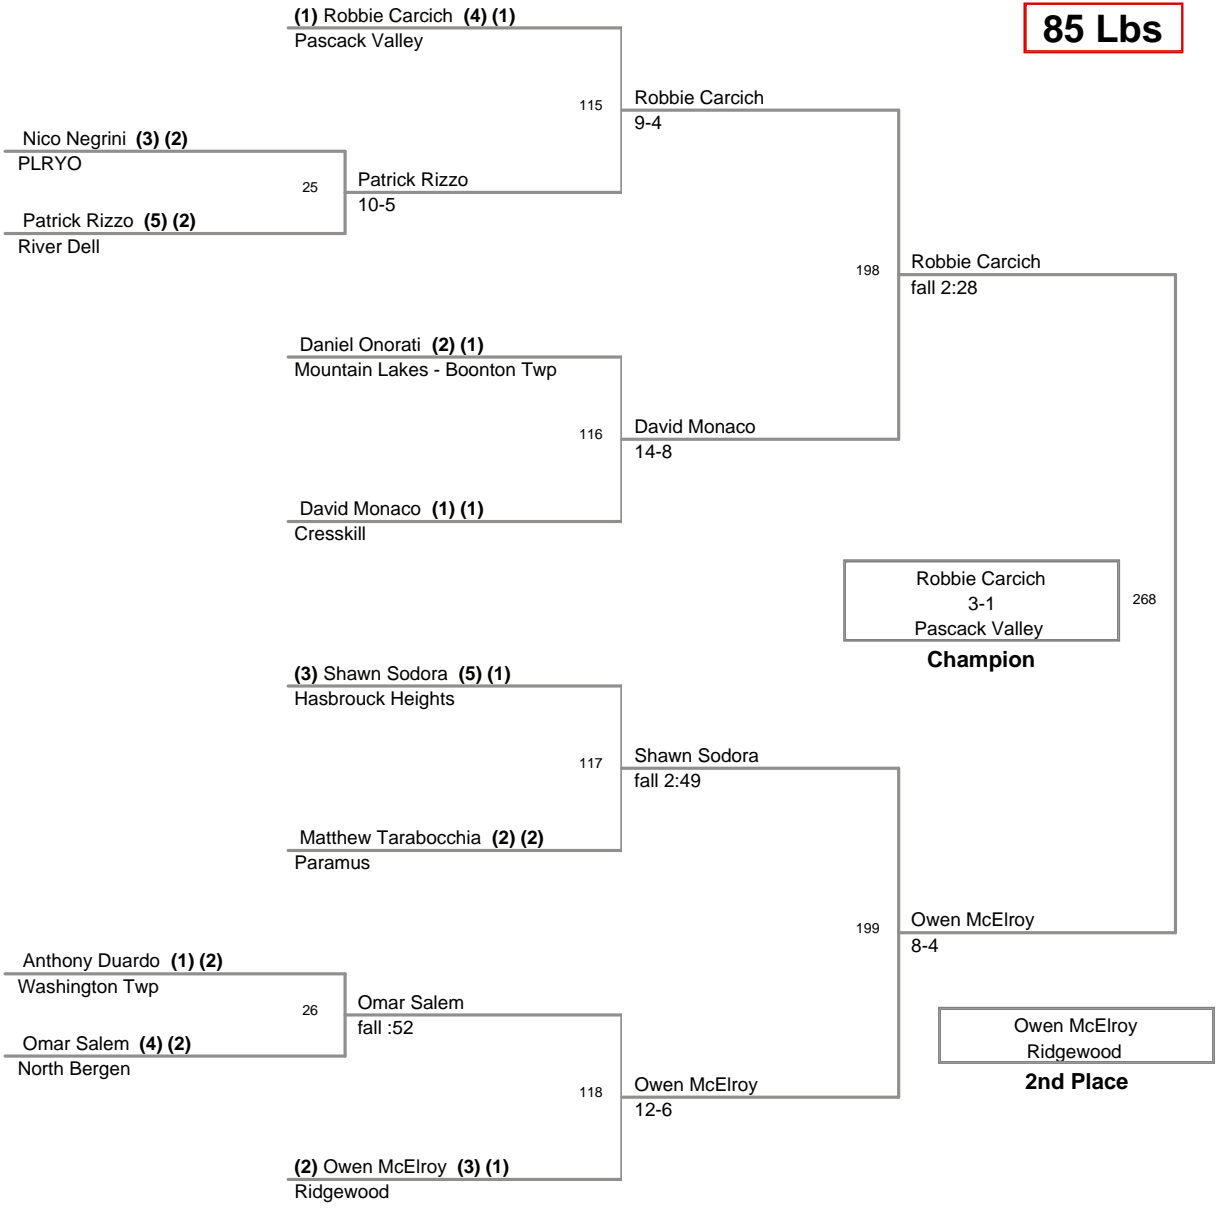 (1) Robbie Carcich (4) (1)
Pascack Valley
85 Lbs
115
Robbie Carcich
9-4
Nico Negrini (3) (2)
PLRYO
25
Patrick Rizzo
10-5
Patrick Rizzo (5) (2)
River Dell
198
Robbie Carcich
fall 2:28
Daniel Onorati (2) (1)
Mountain Lakes - Boonton Twp
116
David Monaco
14-8
David Monaco (1) (1)
Cresskill
Robbie Carcich
3-1
Pascack Valley
268
Champion
(3) Shawn Sodora (5) (1)
Hasbrouck Heights
117
Shawn Sodora
fall 2:49
Matthew Tarabocchia (2) (2)
Paramus
199
Owen McElroy
8-4
Anthony Duardo (1) (2)
Washington Twp
26
Omar Salem
fall :52
Omar Salem (4) (2)
North Bergen
Owen McElroy
Ridgewood
2nd Place
118
Owen McElroy
12-6
(2) Owen McElroy (3) (1)
Ridgewood